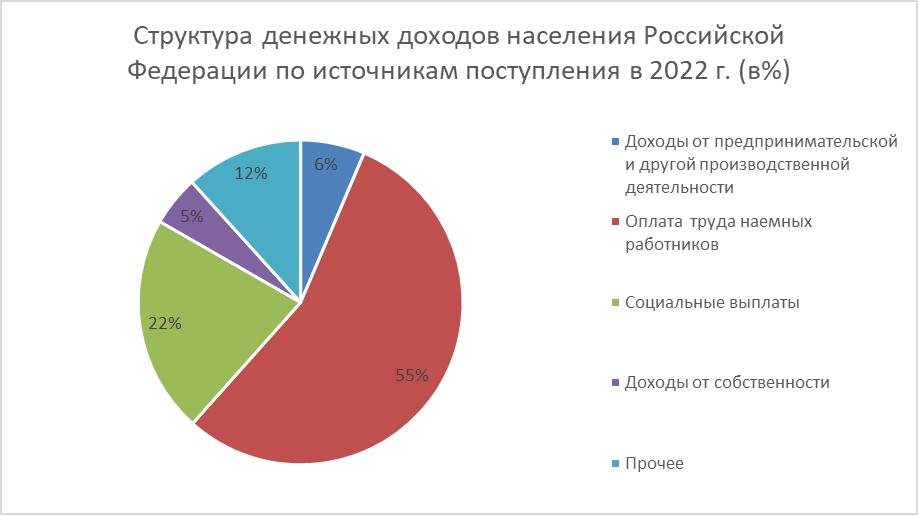 Структура денежных доходов населения Российской
Федерации по источникам поступления в 2022 г. (в%)
6%
55%
22%
5%
12%
Доходы от предпринимательской
и другой производственной
деятельности
Оплата труда наемных
работников
Социальные выплаты
Доходы от собственности
Прочее